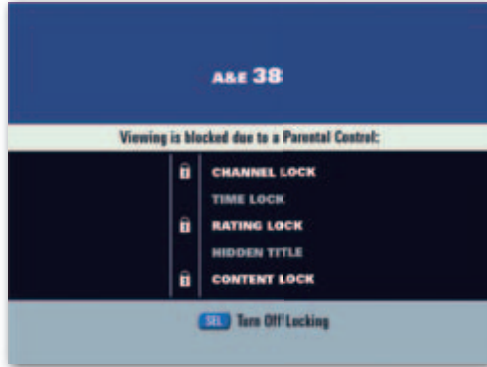 A&E 38
Viewing is blocked due to a Parental Control:
CHANNEL LOCK
TIME LOCK
RATING LOCK
HIDDEN TITLE
CONTENT LOCK
SEL Turn Off Locking